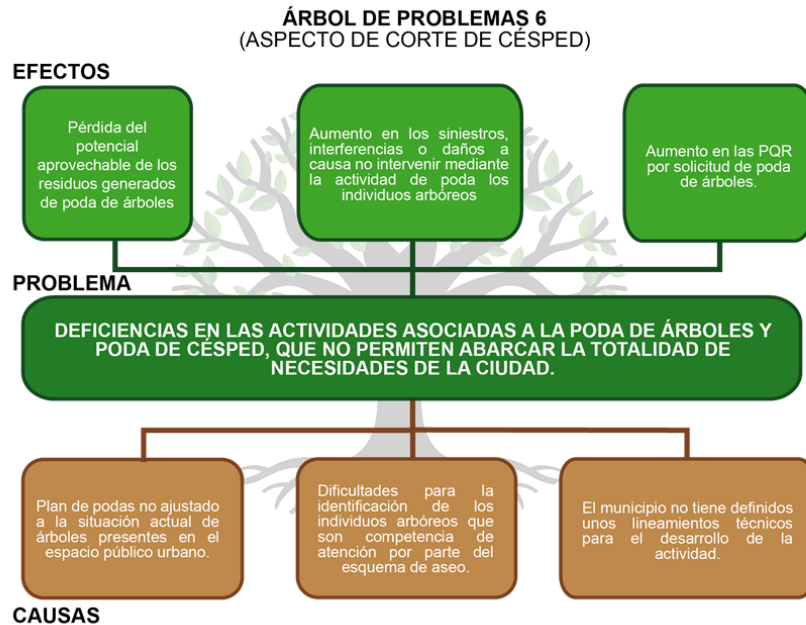 ÁRBOL DE PROBLEMAS 6
(ASPECTO DE CORTE DE CÉSPED)
EFECTOS
Pérdida del
potencial
aprovechable de los
residuos generados
de poda de árboles
Aumento en los siniestros,
interferencias o daños a
causa no intervenir mediante
la actividad de poda los
individuos arbóreos
Aumento en las PQR
por solicitud de poda
de árboles.
PROBLEMA
DEFICIENCIAS EN LAS ACTIVIDADES ASOCIADAS A LA PODA DE ÁRBOLES Y
PODA DE CÉSPED, QUE NO PERMITEN ABARCAR LA TOTALIDAD DE
NECESIDADES DE LA CIUDAD.
Plan de podas no ajustado
a la situación actual de
árboles presentes en el
espacio público urbano.
Dificultades para la
identificación de los
individuos arbóreos que
son competencia de
atención por parte del
esquema de aseo.
El municipio no tiene definidos
unos lineamientos técnicos
para el desarrollo de la
actividad.
CAUSAS